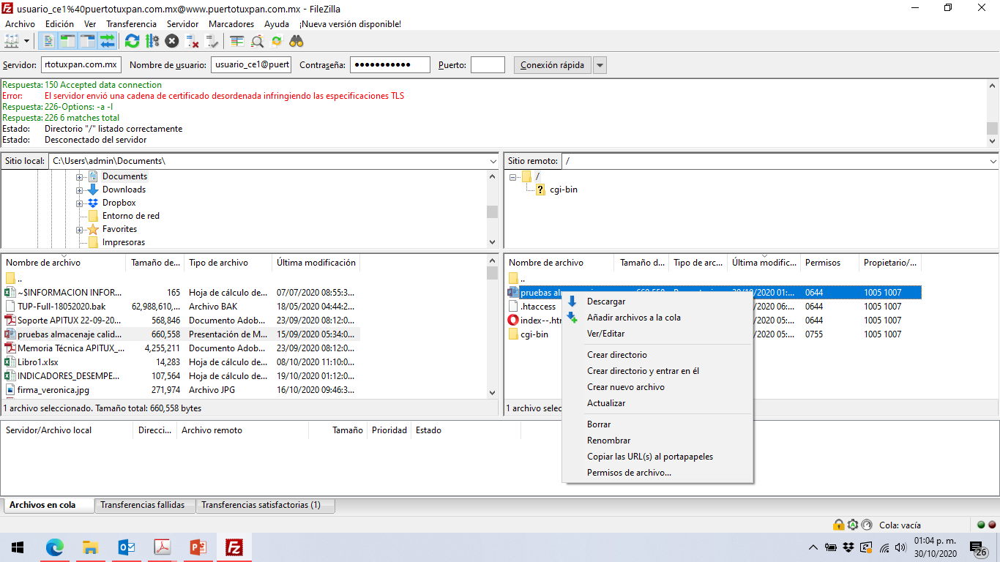 usuario_ce1%40puertotuxpan.com.mx@www.puertotuxpan.com.mx - FileZilla
Archivo Edición Ver Transferencia Servidor Marcadores Ayuda ¡Nueva versión disponible!
Servidor: rtotuxpan.com.mx Nombre de usuario: usuario_ce1@puert Contraseña: ●●●●●●●●●●● Puerto: Conexión rápida
Respuesta: 150 Accepted data connection
Error: El servidor envió una cadena de certificado desordenada infringiendo las especificaciones TLS
Respuesta: 226-Options: -a -l
Respuesta: 226 6 matches total
Estado: Directorio "/" listado correctamente
Estado: Desconectado del servidor
Sitio local: C:\Users\admin\Documents\
Documents
Downloads
Dropbox
Entorno de red
Favorites
Impresoras
Sitio remoto: /
/
? cgi-bin
Nombre de archivo Tamaño de... Tipo de archivo Última modificación
..
~$INFORMACION INFOR... 165 Hoja de cálculo de... 07/07/2020 08:55:3...
TUP-Full-18052020.bak 62,988,610,... Archivo BAK 18/05/2020 04:44:2...
Soporte APITUX 22-09-20... 568,846 Documento Adob... 23/09/2020 08:12:0...
pruebas almacenaje calid... 660,558 Presentación de M... 15/09/2020 05:34:0...
Memoria Técnica APITUX_... 4,255,211 Documento Adob... 23/09/2020 08:12:0...
Libro1.xlsx 14,283 Hoja de cálculo de... 08/10/2020 11:10:0...
INDICADORES_DESEMPE... 107,564 Hoja de cálculo de... 19/10/2020 01:12:0...
firma_veronica.jpg 271,974 Archivo JPG 16/10/2020 09:46:3...
1 archivo seleccionado. Tamaño total: 660,558 bytes
Nombre de archivo Tamaño d... Tipo de arc... Última modific... Permisos Propietario/...
..
pruebas 0644 1005 1007
.htaccess /2020 06:... 0644 1005 1007
index--.ht /2020 05:... 0644 1005 1007
cgi-bin /2020 05:... 0755 1005 1007
1 archivo selec
Descargar
Añadir archivos a la cola
Ver/Editar
Crear directorio
Crear directorio y entrar en él
Crear nuevo archivo
Actualizar
Borrar
Renombrar
Copiar las URL(s) al portapapeles
Permisos de archivo...
Servidor/Archivo local Direcci... Archivo remoto Tamaño Prioridad Estado
Archivos en cola Transferencias fallidas Transferencias satisfactorias (1)
Cola: vacía
01:04 p. m.
30/10/2020
26